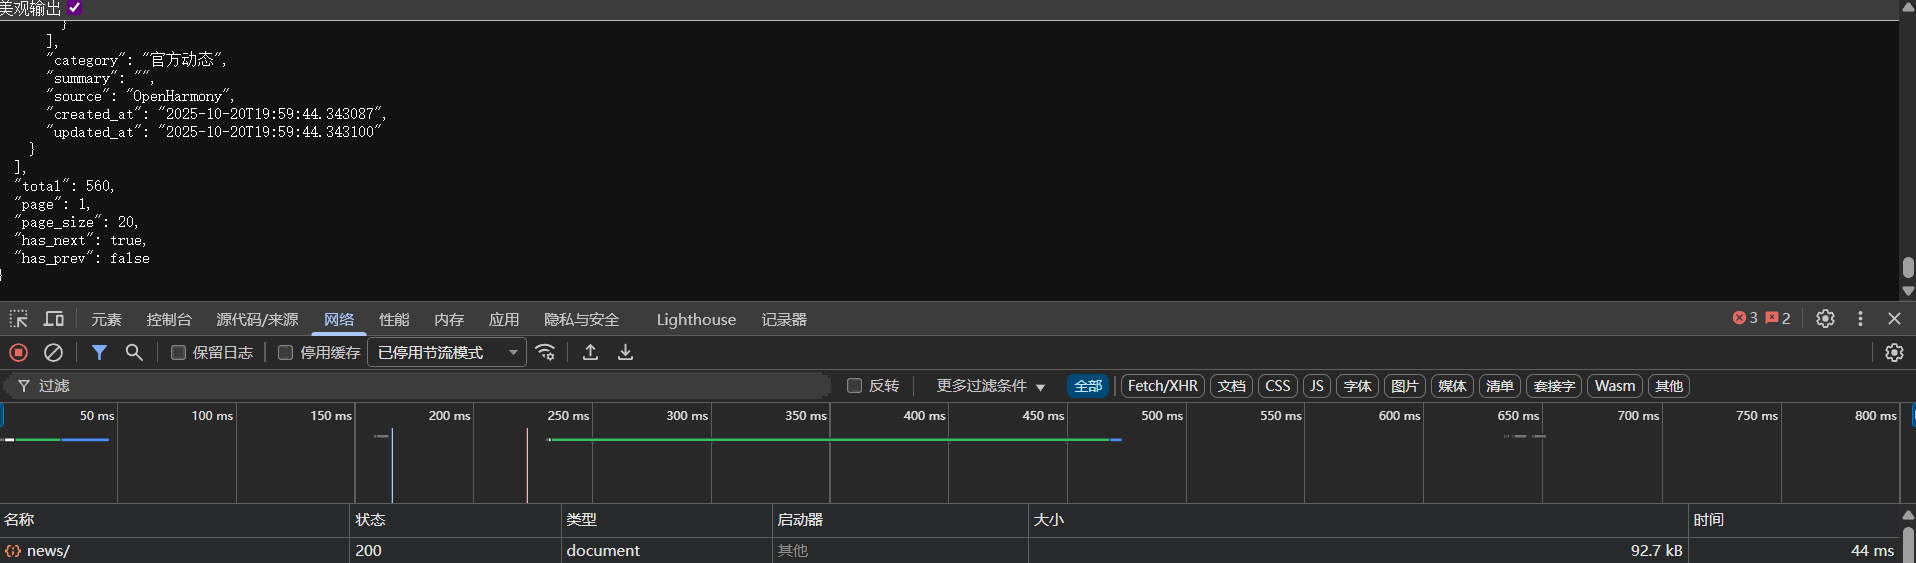 美观输出
}
],
"category": "官方动态",
"summary": "",
"source": "OpenHarmony",
"created_at": "2025-10-20T19:59:44.343087",
"updated_at": "2025-10-20T19:59:44.343100"
}
],
"total": 560,
"page": 1,
"page_size": 20,
"has_next": true,
"has_prev": false
}
元素 控制台 源代码/来源 网络 性能 内存 应用 隐私与安全 Lighthouse 记录器 3 2
保留日志 停用缓存 已停用节流模式
过滤 反转 更多过滤条件 全部 Fetch/XHR 文档 CSS JS 字体 图片 媒体 清单 套接字 Wasm 其他
50 ms 100 ms 150 ms 200 ms 250 ms 300 ms 350 ms 400 ms 450 ms 500 ms 550 ms 600 ms 650 ms 700 ms 750 ms 800 ms
名称 状态 类型 启动器 大小 时间
news/ 200 document 其他 92.7 kB 44 ms